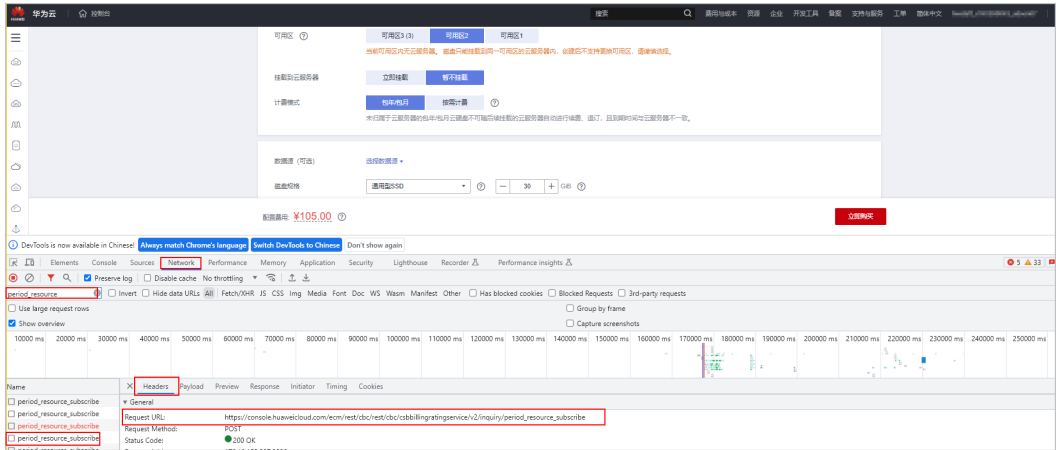 HUAWEI 华为云 控制台 搜索 费用与成本 资源 企业 开发工具 备案 支持与服务 工单 简体中文
可用区 可用区3 (3) 可用区2 可用区1
当前可用区内无云服务器。磁盘只能挂载到同一可用区的云服务器内，创建后不支持更换可用区，请谨慎选择。
挂载到云服务器 立即挂载 暂不挂载
计费模式 包年/包月 按需计费
未归属于云服务器的包年/包月云硬盘不可随后续挂载的云服务器自动进行续费、退订，且到期时间与云服务器不一致。
数据源（可选） 选择数据源
磁盘规格 通用型SSD 30 GiB
配置费用: ¥105.00 立即购买
DevTools is now available in Chinese! Always match Chrome's language Switch DevTools to Chinese Don't show again
Elements Console Sources Network Performance Memory Application Security Lighthouse Recorder Performance insights 5 33
Preserve log Disable cache No throttling
period_resource Invert Hide data URLs All Fetch/XHR JS CSS Img Media Font Doc WS Wasm Manifest Other Has blocked cookies Blocked Requests 3rd-party requests
Use large request rows Group by frame
Show overview Capture screenshots
10000 ms 20000 ms 30000 ms 40000 ms 50000 ms 60000 ms 70000 ms 80000 ms 90000 ms 100000 ms 110000 ms 120000 ms 130000 ms 140000 ms 150000 ms 160000 ms 170000 ms 180000 ms 190000 ms 200000 ms 210000 ms 220000 ms 230000 ms 240000 ms 250000 ms
Name Headers Payload Preview Response Initiator Timing Cookies
period_resource_subscribe General
period_resource_subscribe Request URL: https://console.huaweicloud.com/ecm/rest/cbc/rest/cbc/csbbillingratingservice/v2/inquiry/period_resource_subscribe
period_resource_subscribe Request Method: POST
period_resource_subscribe Status Code: 200 OK